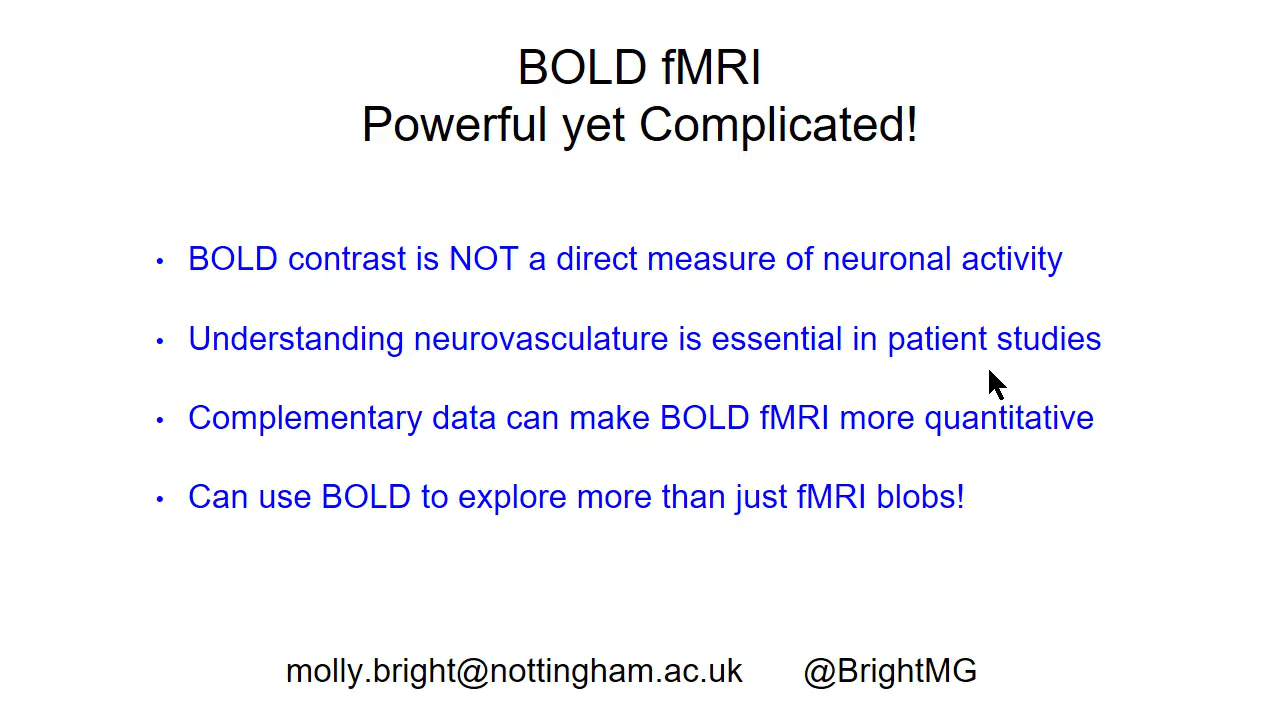 BOLD fMRI
Powerful yet Complicated!
• BOLD contrast is NOT a direct measure of neuronal activity
• Understanding neurovasculature is essential in patient studies
• Complementary data can make BOLD fMRI more quantitative
• Can use BOLD to explore more than just fMRI blobs!
molly.bright@nottingham.ac.uk @BrightMG